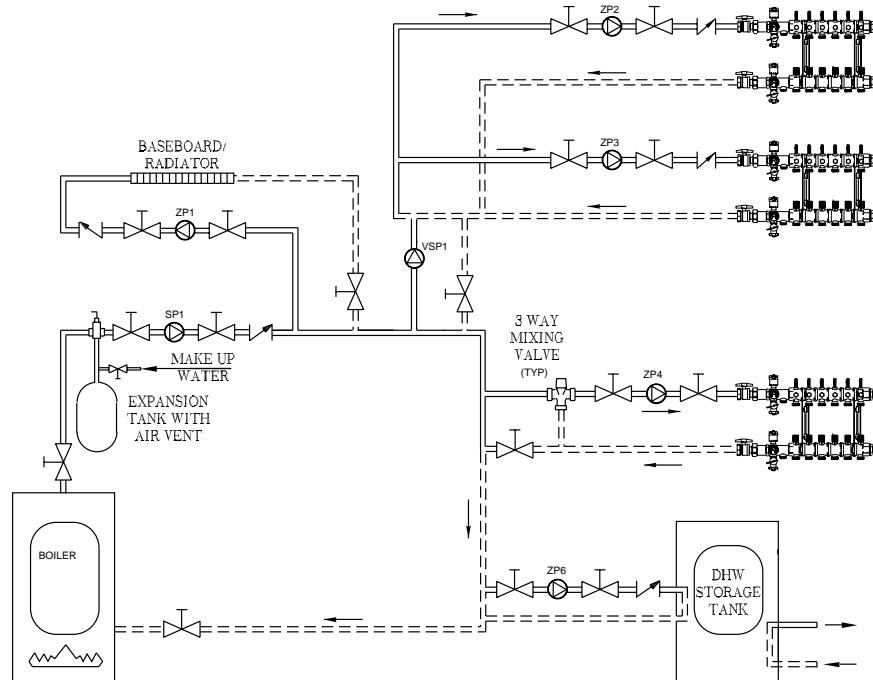 ZP2
BASEBOARD/
RADIATOR
ZP3
ZP1
VSP1
SP1
3 WAY
MIXING
VALVE
(TYP)
MAKE UP
WATER
ZP4
EXPANSION
TANK WITH
AIR VENT
BOILER
ZP6
DHW
STORAGE
TANK